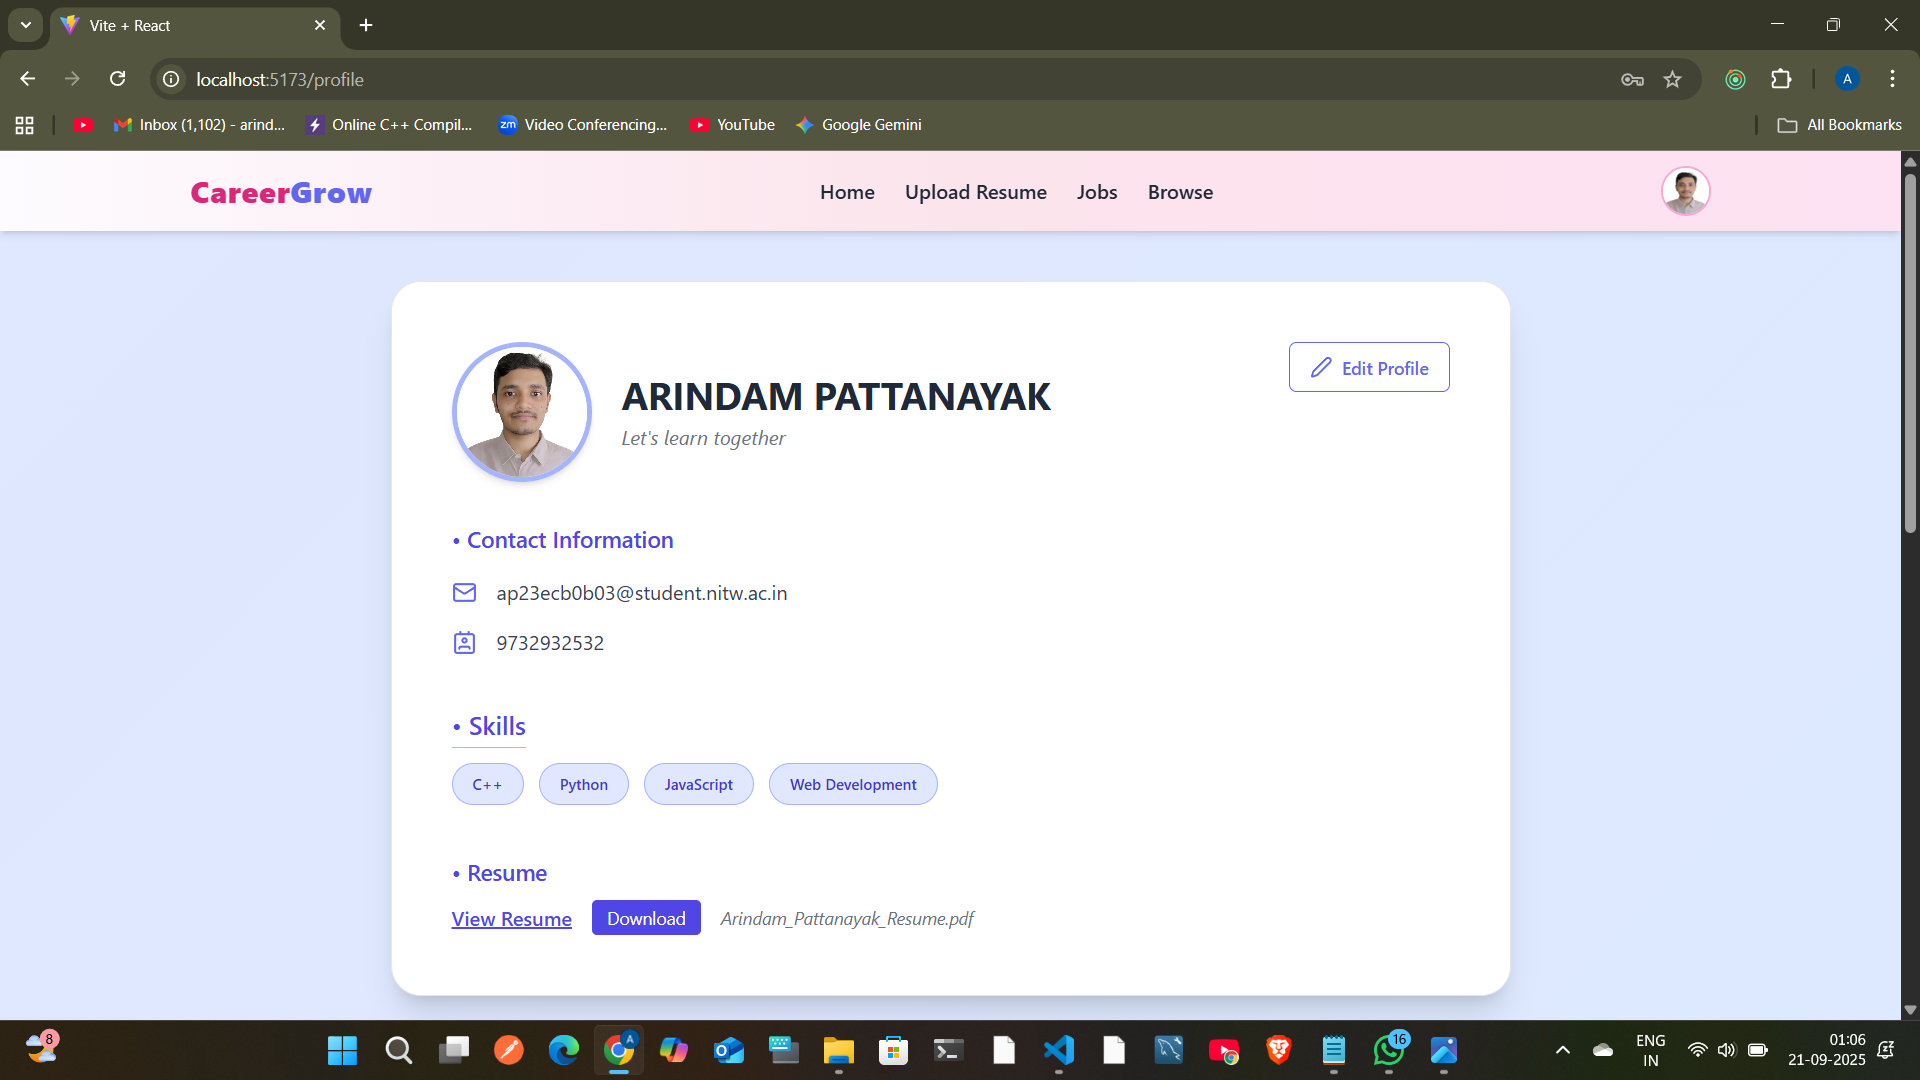 Vite + React
localhost:5173/profile
A
Inbox (1,102) - arind...
Online C++ Compil...
zm
Video Conferencing...
YouTube
Google Gemini
All Bookmarks
CareerGrow
Home
Upload Resume
Jobs
Browse
ARINDAM PATTANAYAK
Let's learn together
Edit Profile
• Contact Information
ap23ecb0b03@student.nitw.ac.in
9732932532
• Skills
C++
Python
JavaScript
Web Development
• Resume
View Resume
Download
Arindam_Pattanayak_Resume.pdf
8
A
16
ENG
IN
01:06
21-09-2025